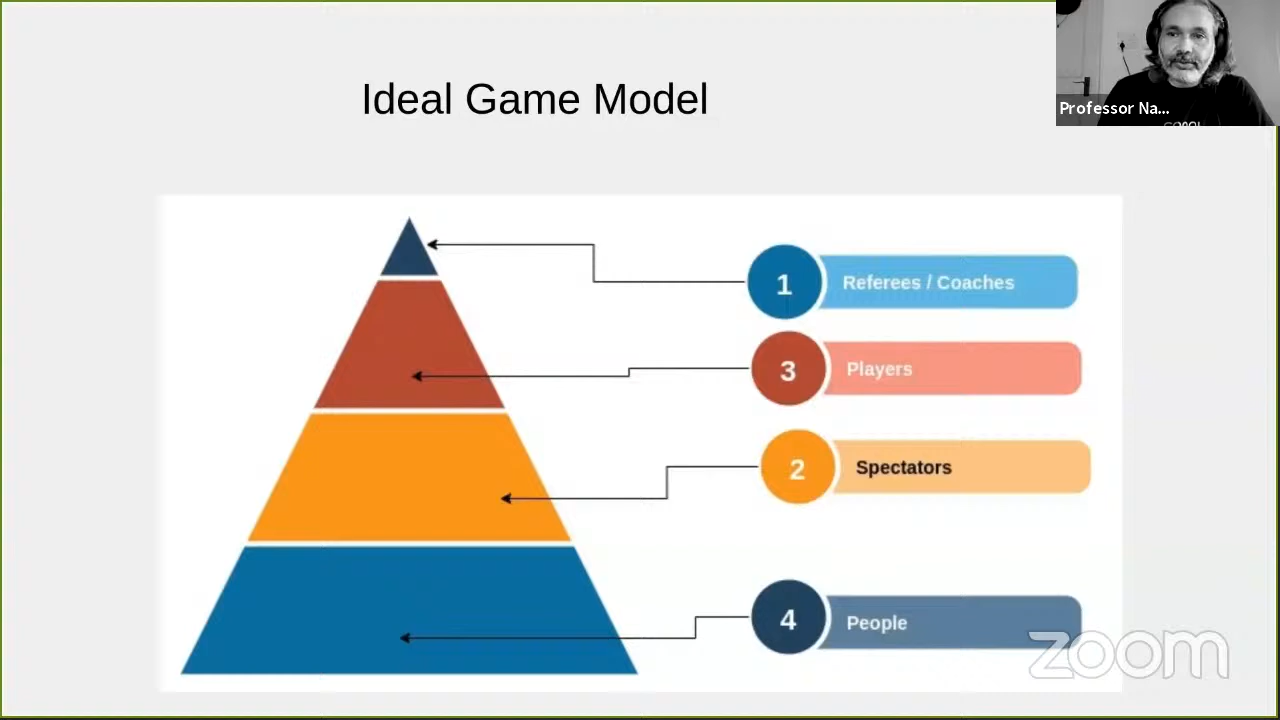 Ideal Game Model
Professor Na...
1
Referees / Coaches
3
Players
2
Spectators
4
People
zoom